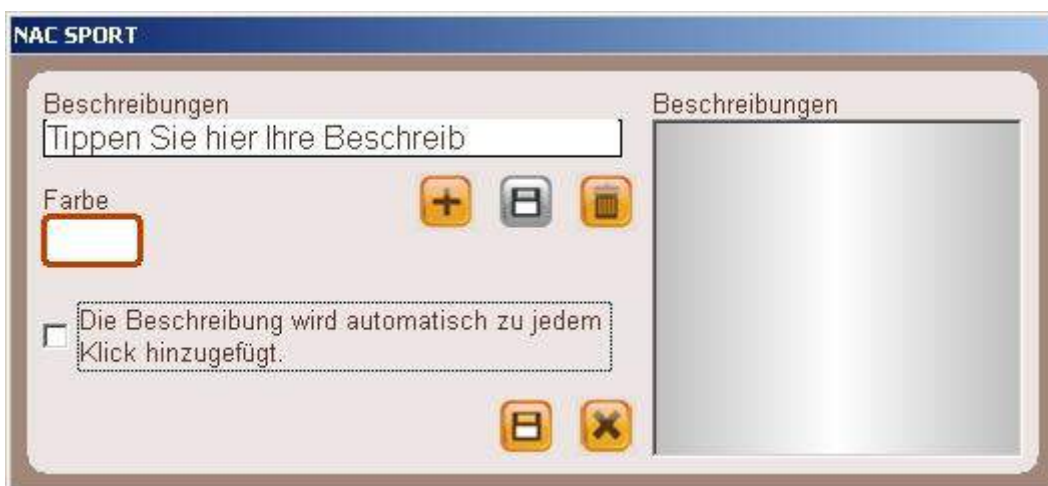 NAC SPORT
Beschreibungen
Tippen Sie hier Ihre Beschreib
Farbe
Die Beschreibung wird automatisch zu jedem
Klick hinzugefügt.
Beschreibungen